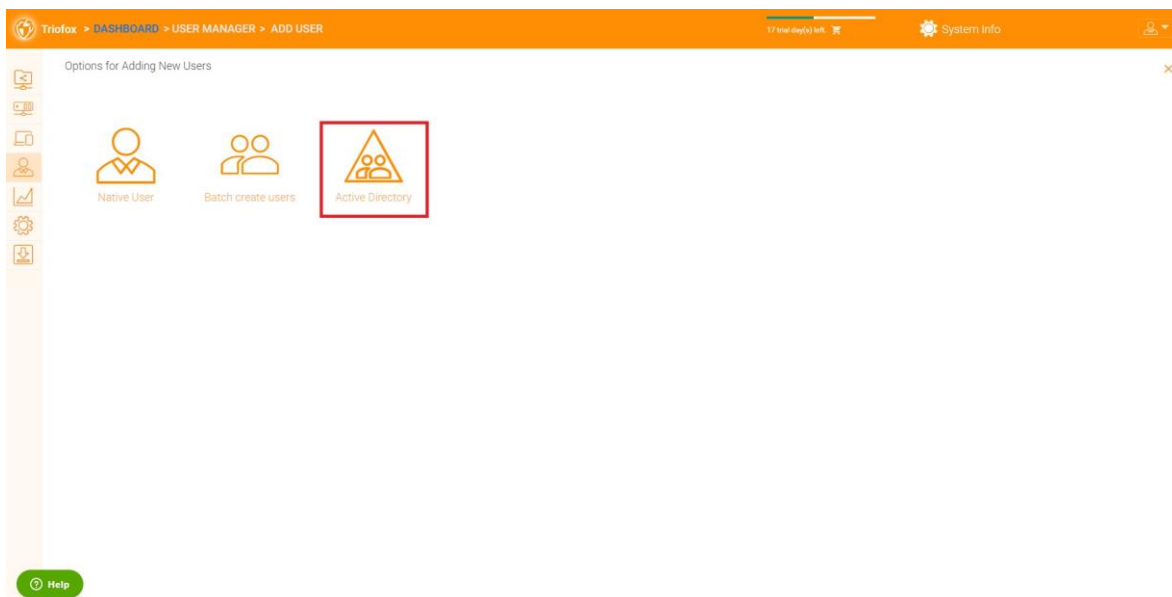 Triofox > DASHBOARD > USER MANAGER > ADD USER
17 trial day(s) left
System Info
Options for Adding New Users
Native User
Batch create users
Active Directory
Help